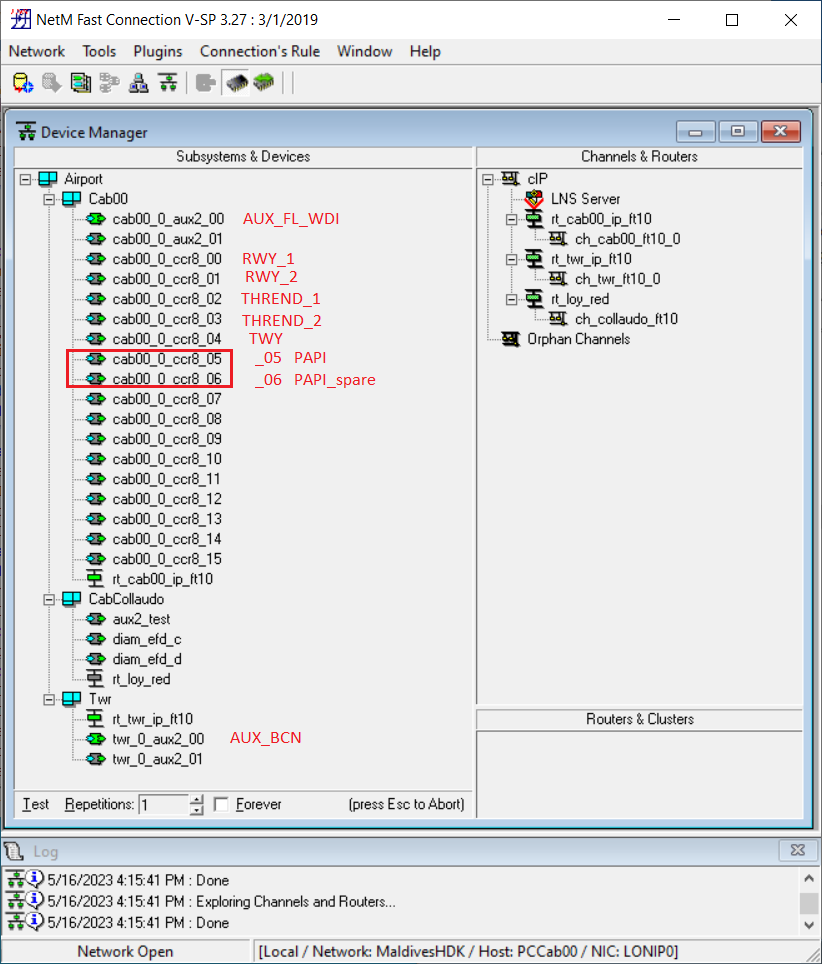 NetM Fast Connection V-SP 3.27 : 3/1/2019
Network Tools Plugins Connection's Rule Window Help
Device Manager
Subsystems & Devices
Airport
Cab00
cab00_0_aux2_00 AUX_FL_WDI
cab00_0_aux2_01
cab00_0_ccr8_00 RWY_1
cab00_0_ccr8_01 RWY_2
cab00_0_ccr8_02 THREND_1
cab00_0_ccr8_03 THREND_2
cab00_0_ccr8_04 TWY
cab00_0_ccr8_05 _05 PAPI
cab00_0_ccr8_06 _06 PAPI_spare
cab00_0_ccr8_07
cab00_0_ccr8_08
cab00_0_ccr8_09
cab00_0_ccr8_10
cab00_0_ccr8_11
cab00_0_ccr8_12
cab00_0_ccr8_13
cab00_0_ccr8_14
cab00_0_ccr8_15
rt_cab00_ip_ft10
CabCollaudo
aux2_test
diam_efd_c
diam_efd_d
rt_loy_red
Twr
rt_twr_ip_ft10
twr_0_aux2_00 AUX_BCN
twr_0_aux2_01
Test Repetitions: 1 Forever (press Esc to Abort)
Channels & Routers
cIP
LNS Server
rt_cab00_ip_ft10
ch_cab00_ft10_0
rt_twr_ip_ft10
ch_twr_ft10_0
rt_loy_red
ch_collaudo_ft10
Orphan Channels
Routers & Clusters
Log
5/16/2023 4:15:41 PM : Done
5/16/2023 4:15:41 PM : Exploring Channels and Routers...
5/16/2023 4:15:41 PM : Done
Network Open [Local / Network: MaldivesHDK / Host: PCCab00 / NIC: LONIP0]